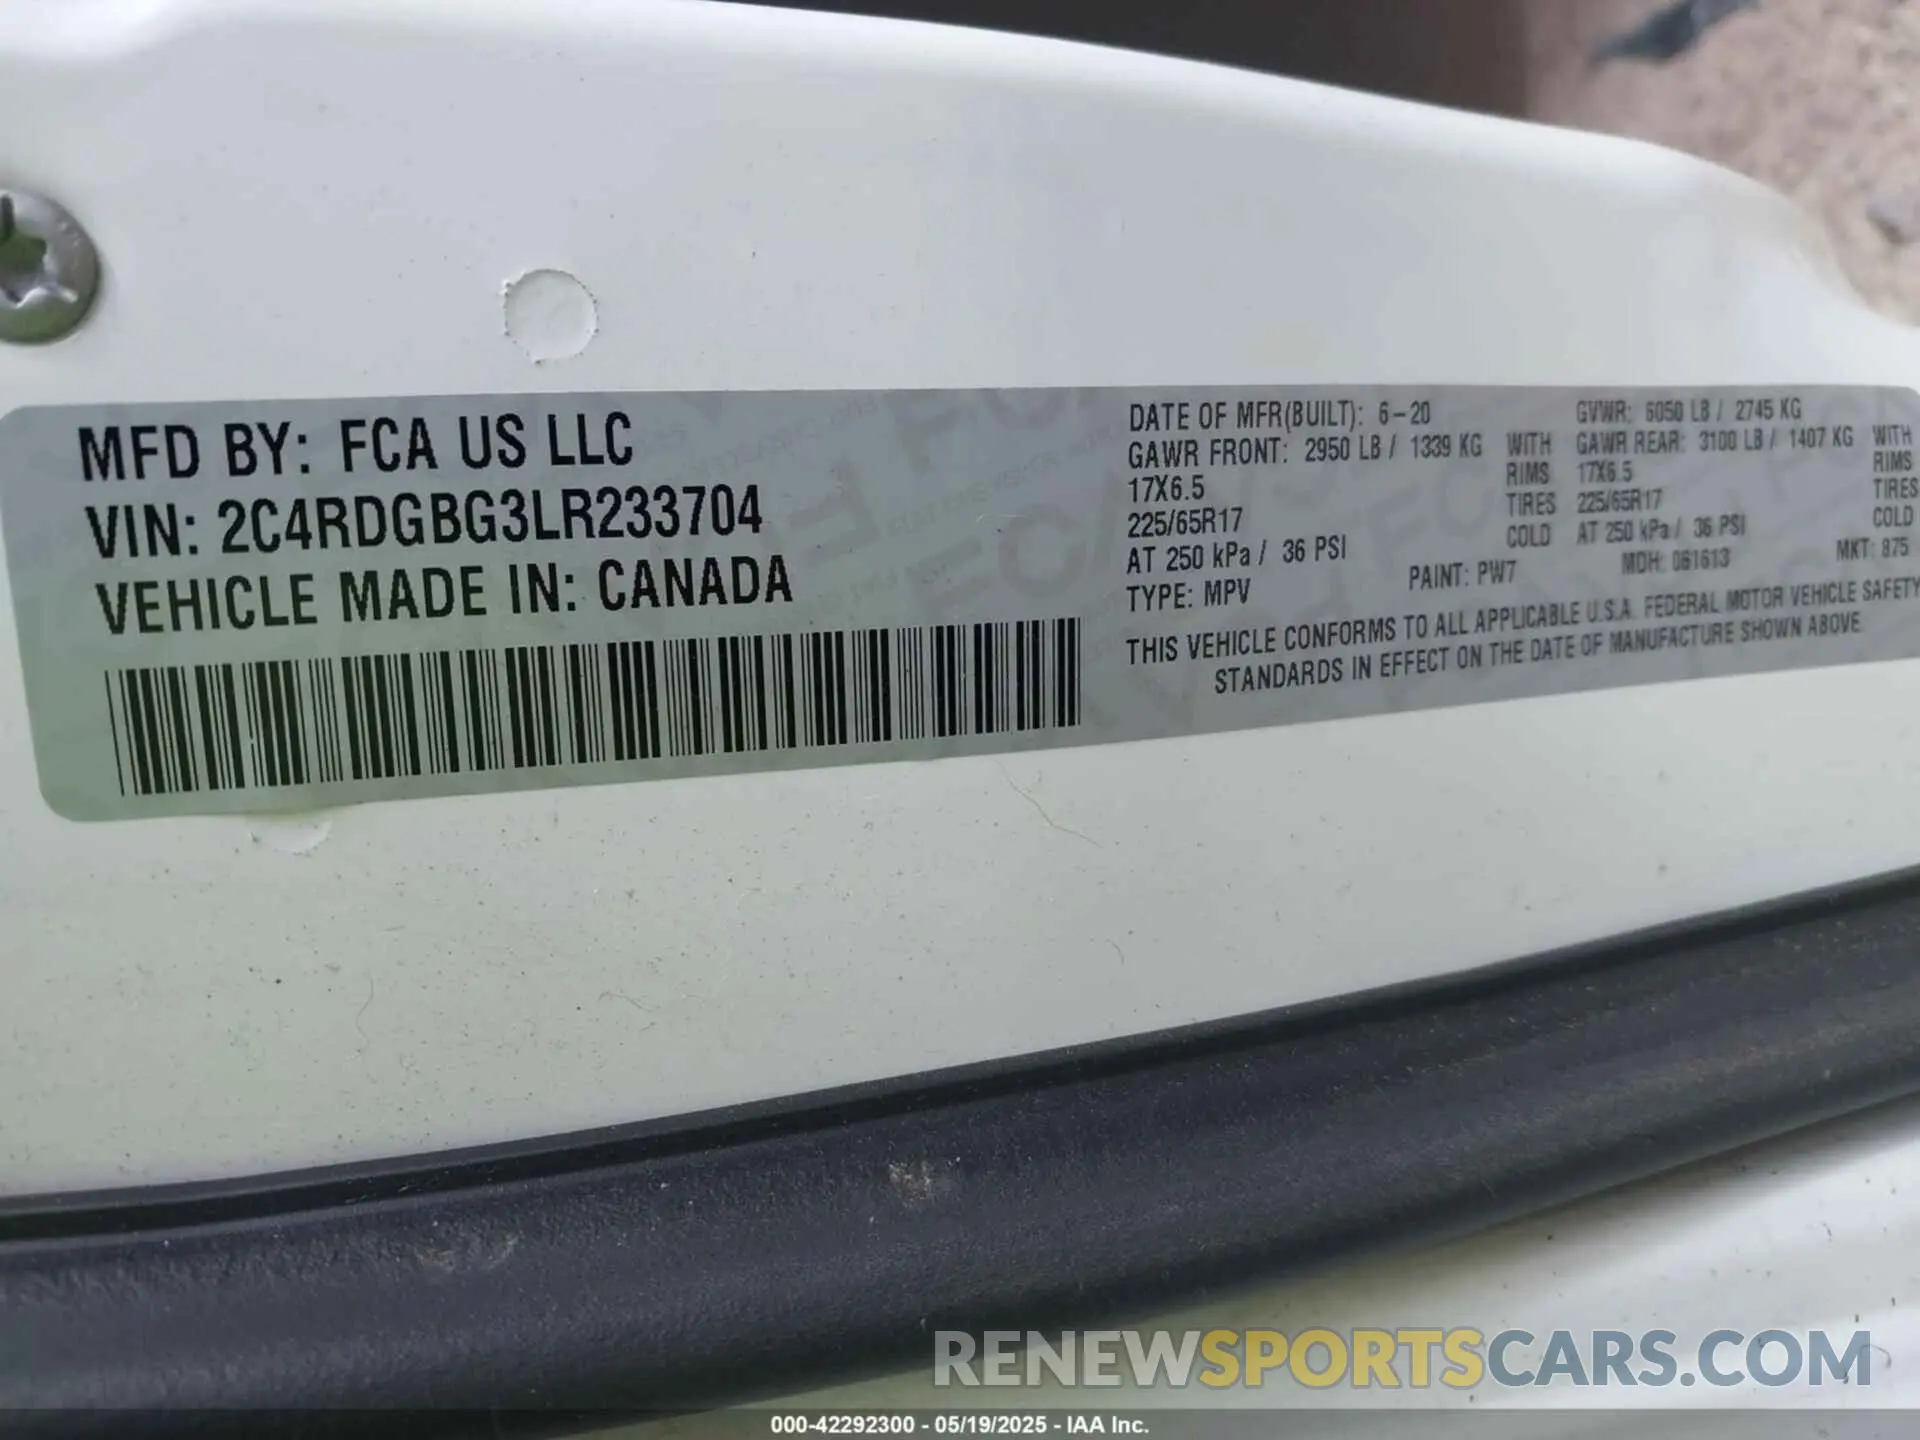 MFD BY: FCA US LLC
VIN: 2C4RDGBG3LR233704
VEHICLE MADE IN: CANADA
DATE OF MFR(BUILT): 6-20 GVWR: 6050 LB / 2745 KG
GAWR FRONT: 2950 LB / 1339 KG WITH GAWR REAR: 3100 LB / 1407 KG WITH
17X6.5 RIMS 17X6.5 RIMS
225/65R17 TIRES 225/65R17 TIRES
AT 250 kPa / 36 PSI COLD AT 250 kPa / 36 PSI COLD
TYPE: MPV PAINT: PW7 MDH: 061613 MKT: 875
THIS VEHICLE CONFORMS TO ALL APPLICABLE U.S.A. FEDERAL MOTOR VEHICLE SAFETY
STANDARDS IN EFFECT ON THE DATE OF MANUFACTURE SHOWN ABOVE.
RENEWSPORTSCARS.COM
000-42292300 - 05/19/2025 - IAA Inc.